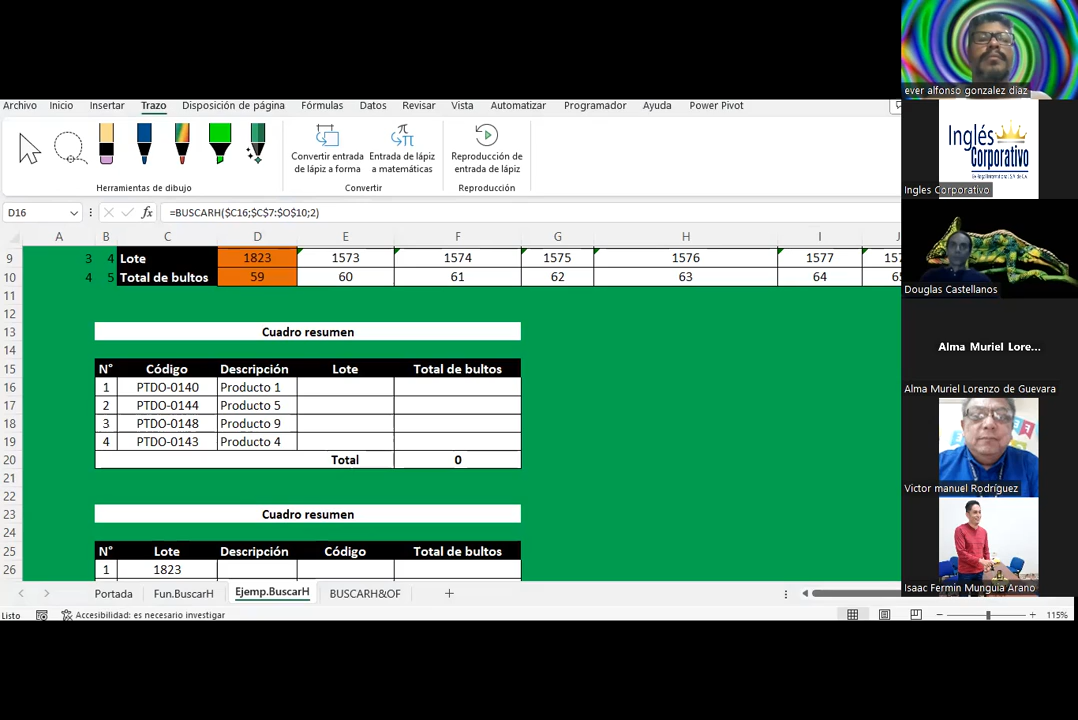 Archivo Inicio Insertar Trazo Disposición de página Fórmulas Datos Revisar Vista Automatizar Programador Ayuda Power Pivot
Convertir entrada de lápiz a forma
Entrada de lápiz a matemáticas
Reproducción de entrada de lápiz
Herramientas de dibujo Convertir Reproducción
D16 fx =BUSCARH($C16;$C$7:$O$10;2)
A B C D E F G H I J
9 3 4 Lote 1823 1573 1574 1575 1576 1577
10 4 5 Total de bultos 59 60 61 62 63 64
11
12
13 Cuadro resumen
14
15 N° Código Descripción Lote Total de bultos
16 1 PTDO-0140 Producto 1
17 2 PTDO-0144 Producto 5
18 3 PTDO-0148 Producto 9
19 4 PTDO-0143 Producto 4
20 Total 0
21
22
23 Cuadro resumen
24
25 N° Lote Descripción Código Total de bultos
26 1 1823
Portada Fun.BuscarH Ejemp.BuscarH BUSCARH&OF +
Listo Accesibilidad: es necesario investigar 115%
ever alfonso gonzalez diaz
Inglés
Corporativo
Ingles Corporativo
Douglas Castellanos
Alma Muriel Lore...
Alma Muriel Lorenzo de Guevara
Victor manuel Rodríguez
Isaac Fermin Munguia Arano